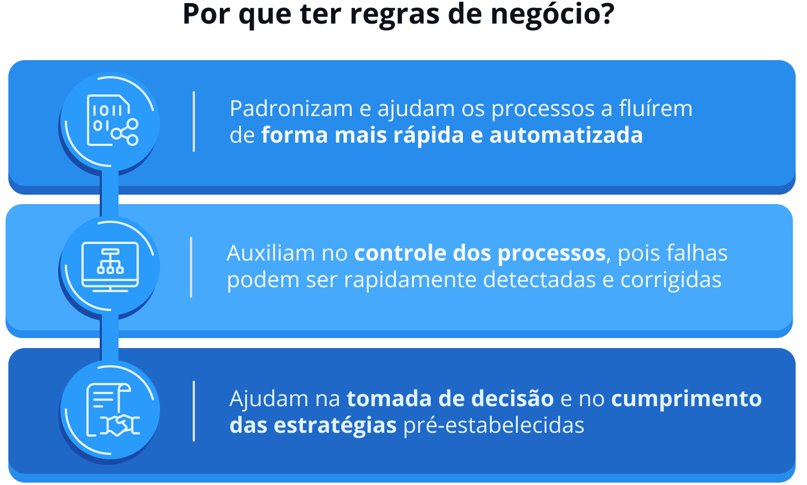 Por que ter regras de negócio?
Padronizam e ajudam os processos a fluírem
de forma mais rápida e automatizada
Auxiliam no controle dos processos, pois falhas
podem ser rapidamente detectadas e corrigidas
Ajudam na tomada de decisão e no cumprimento
das estratégias pré-estabelecidas